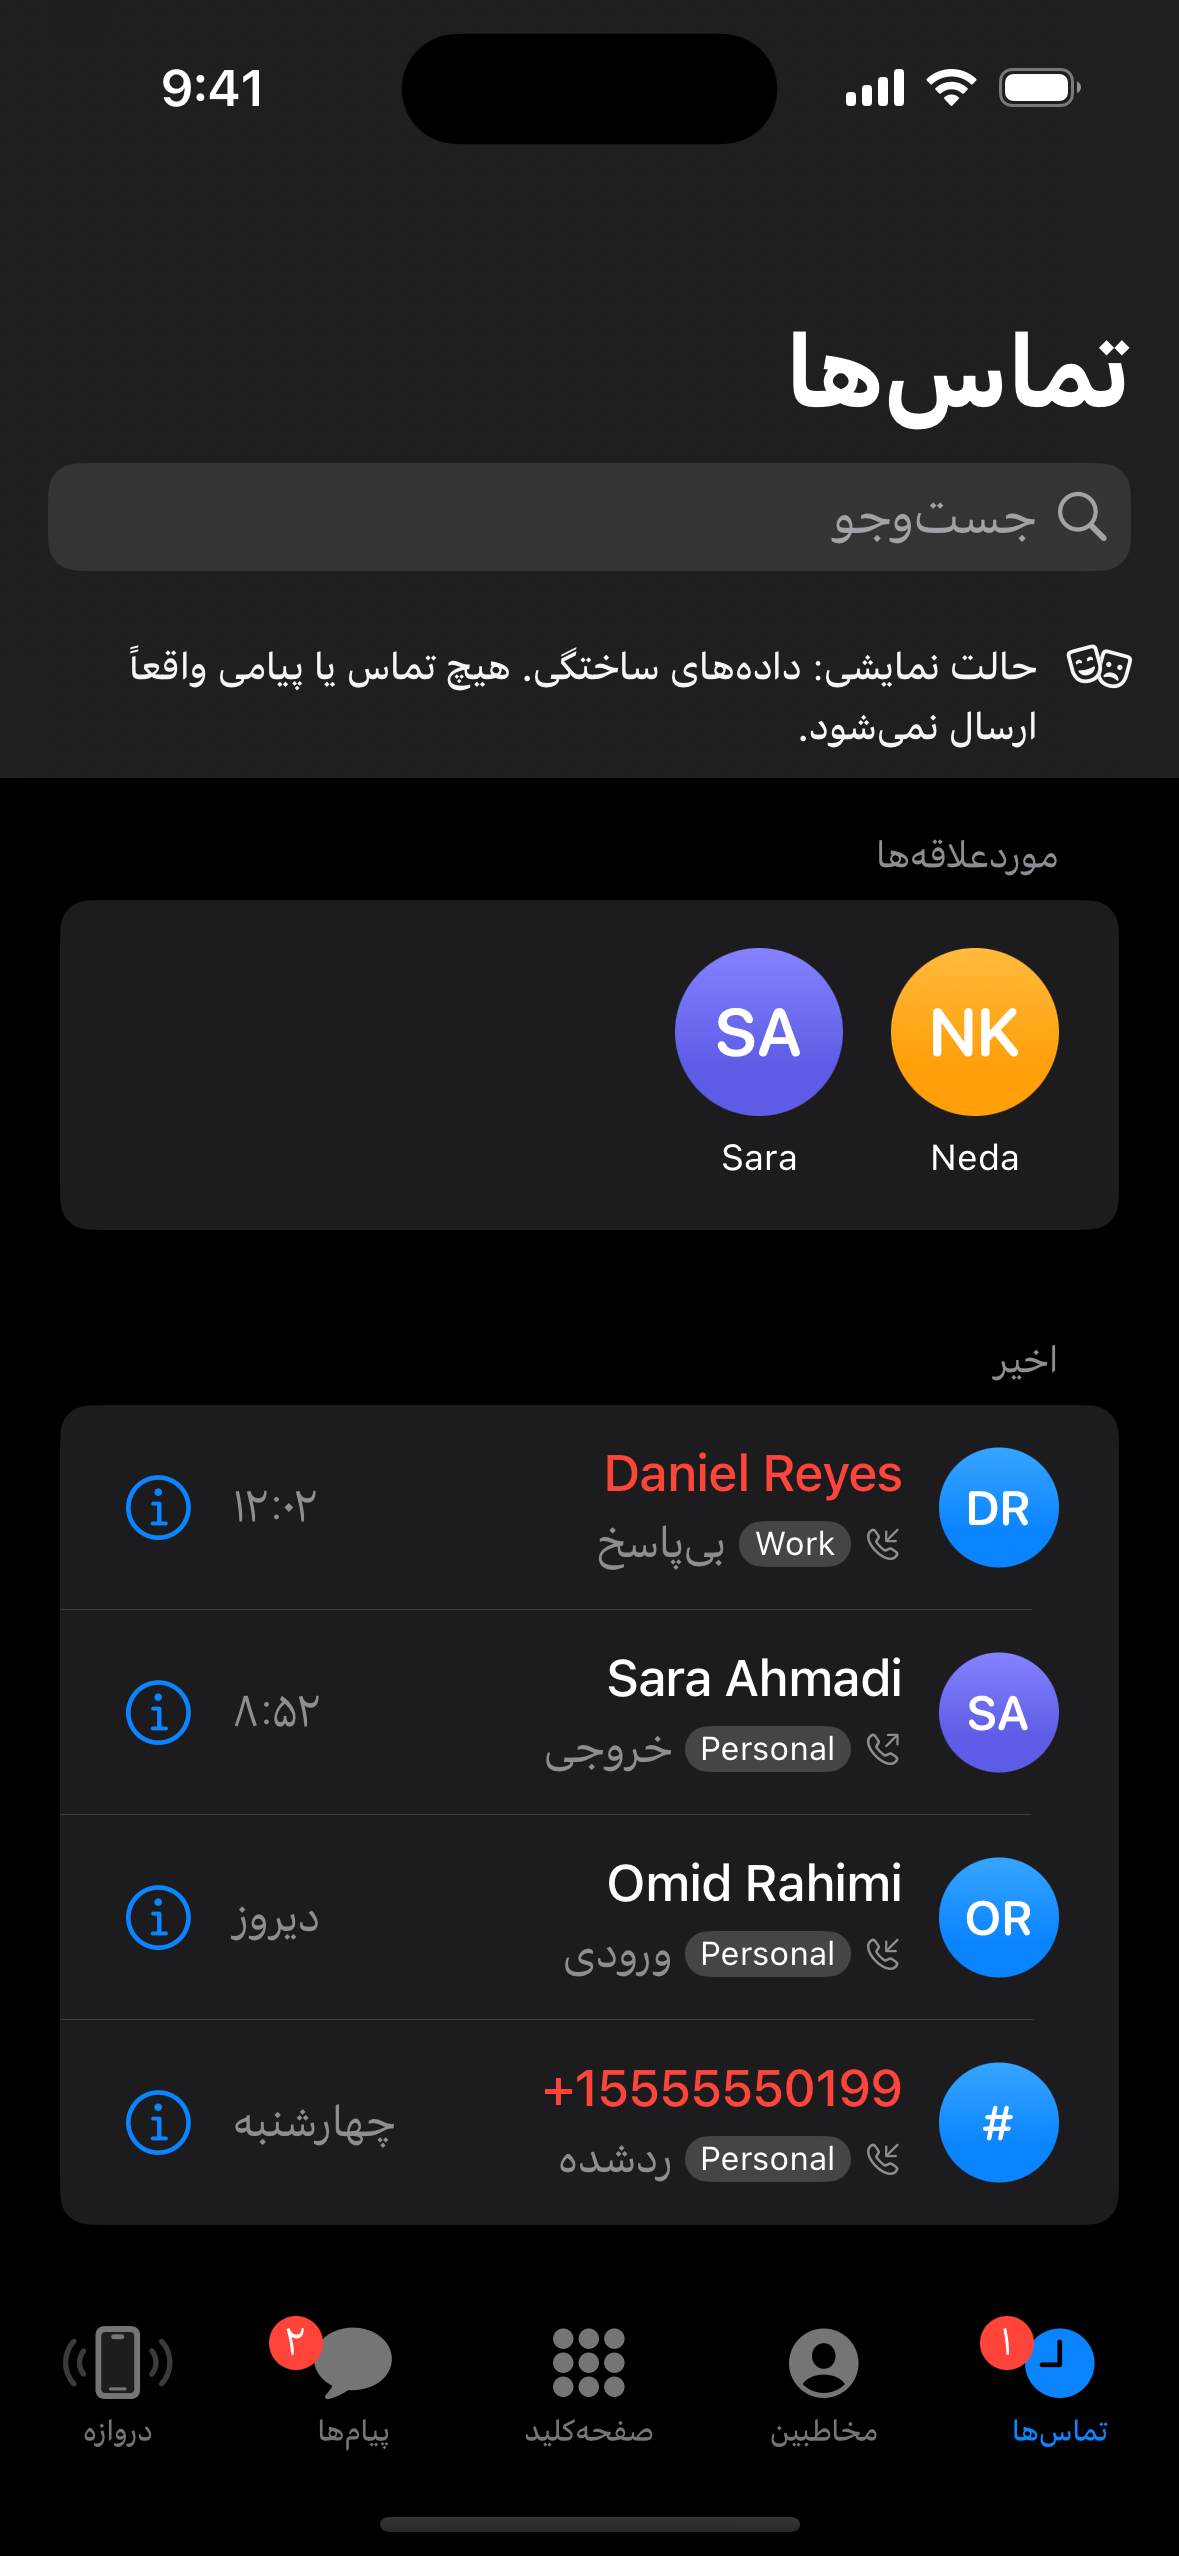 9:41
تماس‌ها
جست‌وجو
حالت نمایشی: داده‌های ساختگی. هیچ تماس یا پیامی واقعاً
ارسال نمی‌شود.
موردعلاقه‌ها
NK
SA
Neda
Sara
اخیر
DR
Daniel Reyes
Work بی‌پاسخ
۱۲:۰۲
SA
Sara Ahmadi
Personal خروجی
۸:۵۲
OR
Omid Rahimi
Personal ورودی
دیروز
#
+15555550199
Personal ردشده
چهارشنبه
۱
۲
تماس‌ها
مخاطبین
صفحه‌کلید
پیام‌ها
دروازه